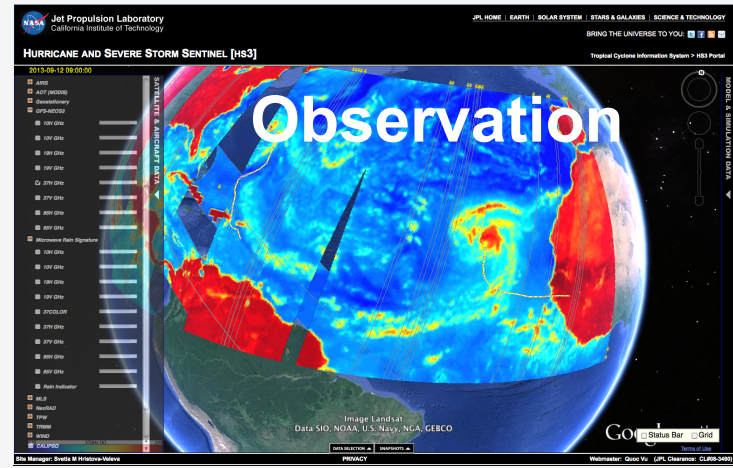 NASA
Jet Propulsion Laboratory
California Institute of Technology
JPL HOME | EARTH | SOLAR SYSTEM | STARS & GALAXIES | SCIENCE & TECHNOLOGY
BRING THE UNIVERSE TO YOU:
HURRICANE AND SEVERE STORM SENTINEL [HS3]
Tropical Cyclone Information System > HS3 Portal
2013-09-12 09:00:00
AIRS
AOT (MODIS)
Geostationary
GPS-NEOS2
10H GHz
10V GHz
19H GHz
19V GHz
37H GHz
37V GHz
85H GHz
85V GHz
Microwave Rain Signature
10H GHz
10V GHz
19H GHz
19V GHz
37COLOR
37H GHz
37V GHz
85H GHz
85V GHz
Rain Indicator
MLS
NexRAD
TPW
TRMM
WIND
CALIPSO
SATELLITE & AIRCRAFT DATA
Observation
N
MODEL & SIMULATION DATA
Image Landsat
Data SIO, NOAA, U.S. Navy, NGA, GEBCO
Goo
Status Bar
Grid
Terms of Use
DATA SELECTION
SNAPSHOTS
Site Manager: Svetla M Hristova-Veleva
PRIVACY
Webmaster: Quoc Vu (JPL Clearance: CL#08-3490)